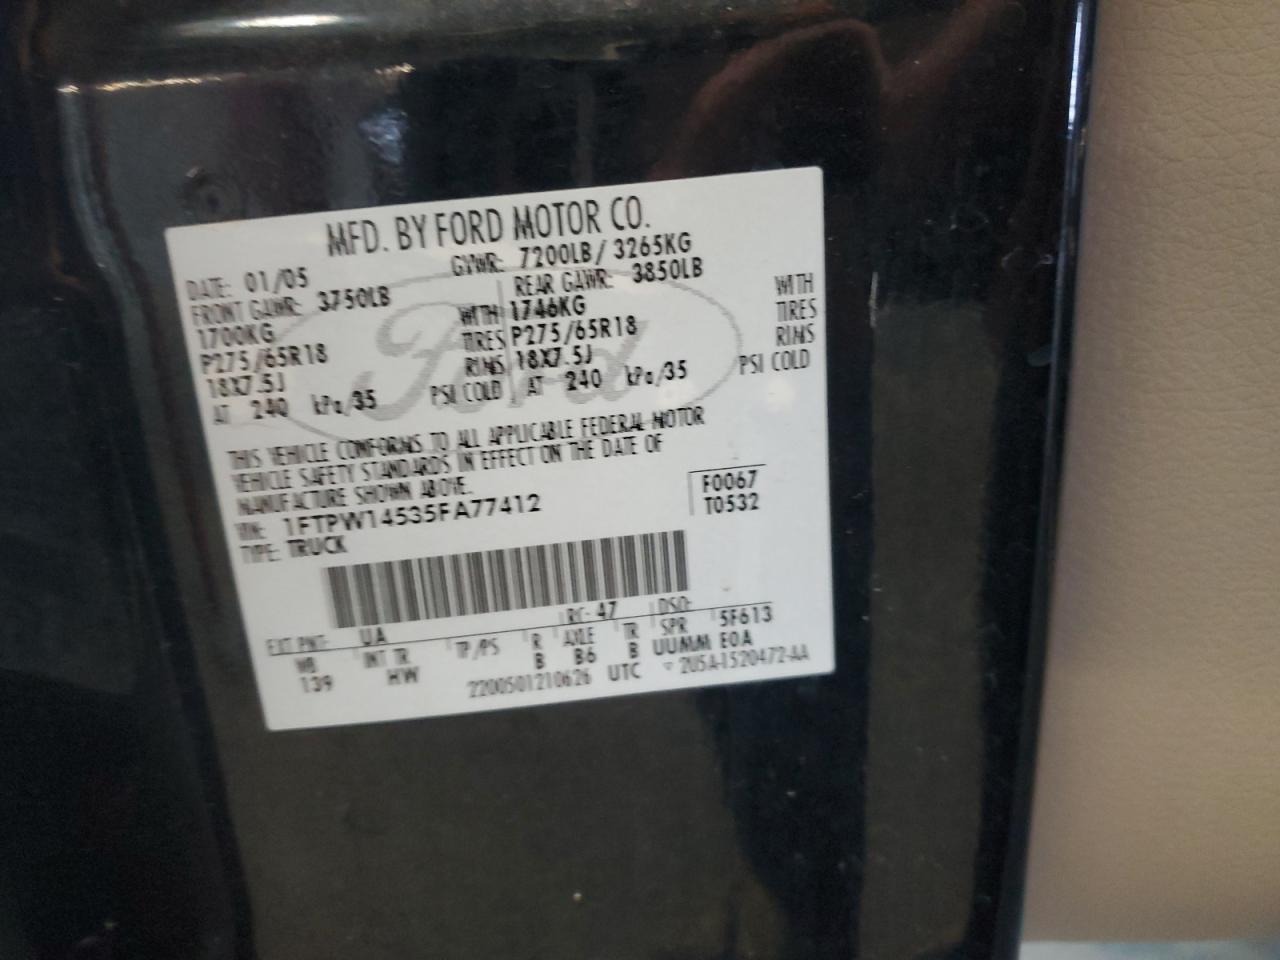 MFD. BY FORD MOTOR CO.
DATE: 01/05 GVWR: 7200LB/ 3265KG
FRONT GAWR: 3750LB REAR GAWR: 3850LB
1700KG WITH 1746KG WITH
P275/65R18 TIRES P275/65R18 TIRES
18X7.5J RIMS 18X7.5J RIMS
AT 240 kPa/35 PSI COLD AT 240 kPa/35 PSI COLD
Ford
THIS VEHICLE CONFORMS TO ALL APPLICABLE FEDERAL MOTOR
VEHICLE SAFETY STANDARDS IN EFFECT ON THE DATE OF
MANUFACTURE SHOWN ABOVE.
VIN: 1FTPW14535FA77412 F0067
TYPE: TRUCK T0532
EXT PNT: UA RC: 47 DSO: 5F613
WB INT TR TP/PS R AXLE TR SPR
139 HW B B6 B UUMM E0A
2200501210626 UTC ▽ 2U5A-1520472-AA